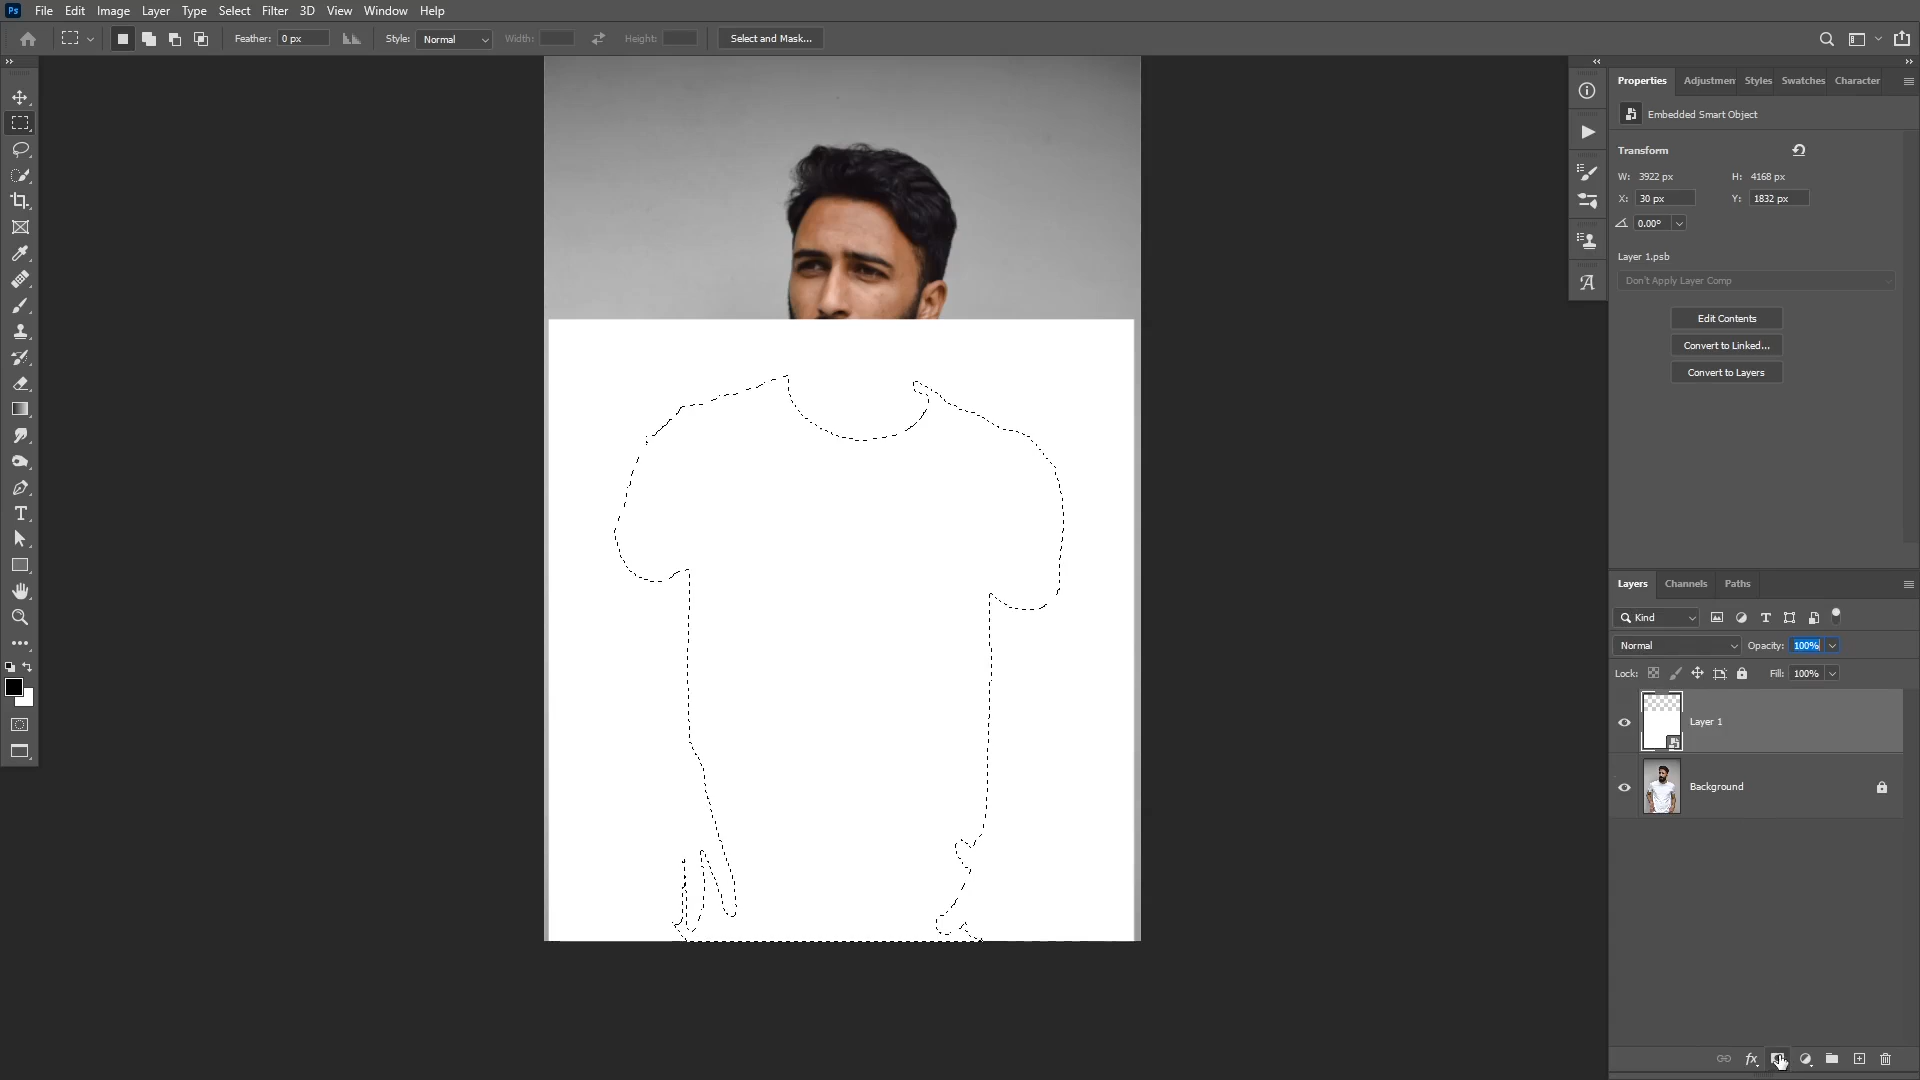 Ps File Edit Image Layer Type Select Filter 3D View Window Help
Feather: 0 px Style: Normal Width: Height: Select and Mask...
Properties Adjustmen Styles Swatches Character
Embedded Smart Object
Transform
W: 3922 px H: 4168 px
X: 30 px Y: 1832 px
0.00°
Layer 1.psb
Don't Apply Layer Comp
Edit Contents
Convert to Linked...
Convert to Layers
Layers Channels Paths
Kind
Normal Opacity: 100%
Lock: Fill: 100%
Layer 1
Background
fx